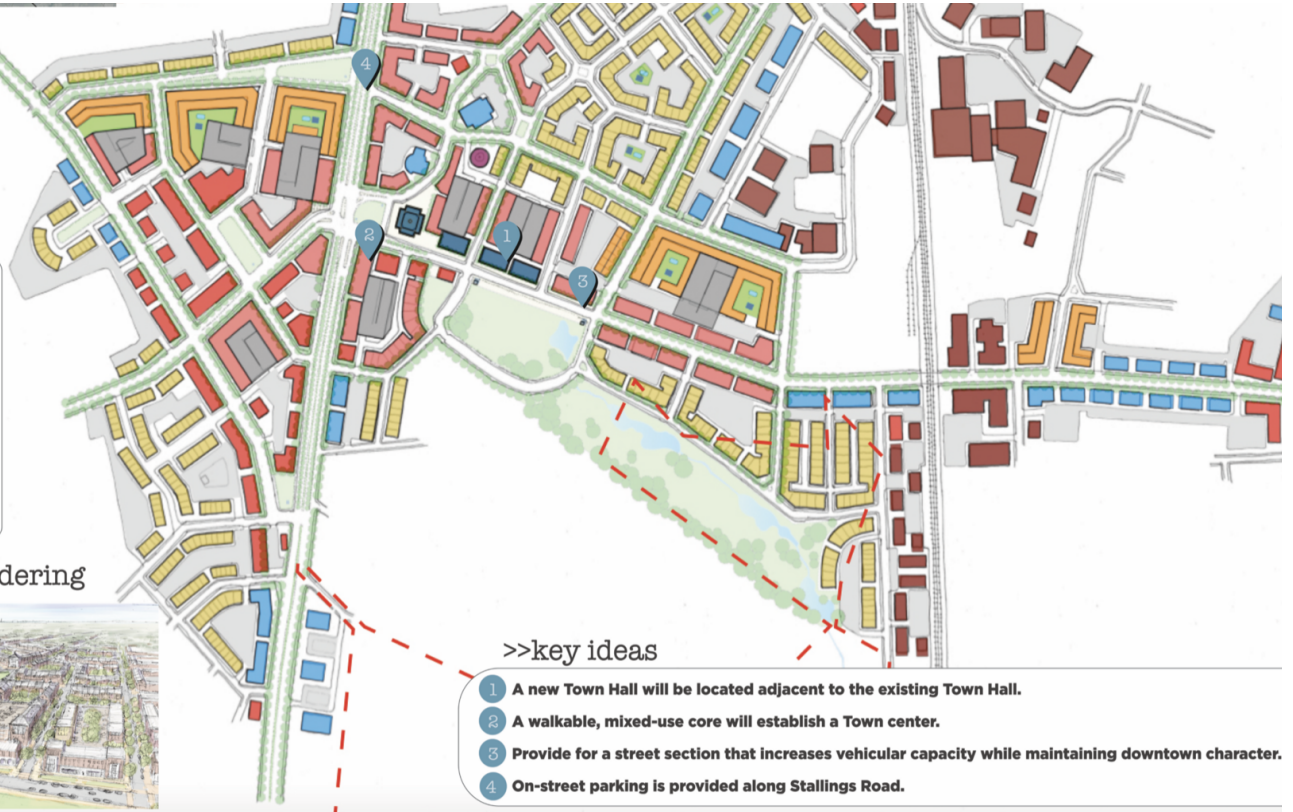 4
2
1
3
dering
>>key ideas
1 A new Town Hall will be located adjacent to the existing Town Hall.
2 A walkable, mixed-use core will establish a Town center.
3 Provide for a street section that increases vehicular capacity while maintaining downtown character.
4 On-street parking is provided along Stallings Road.